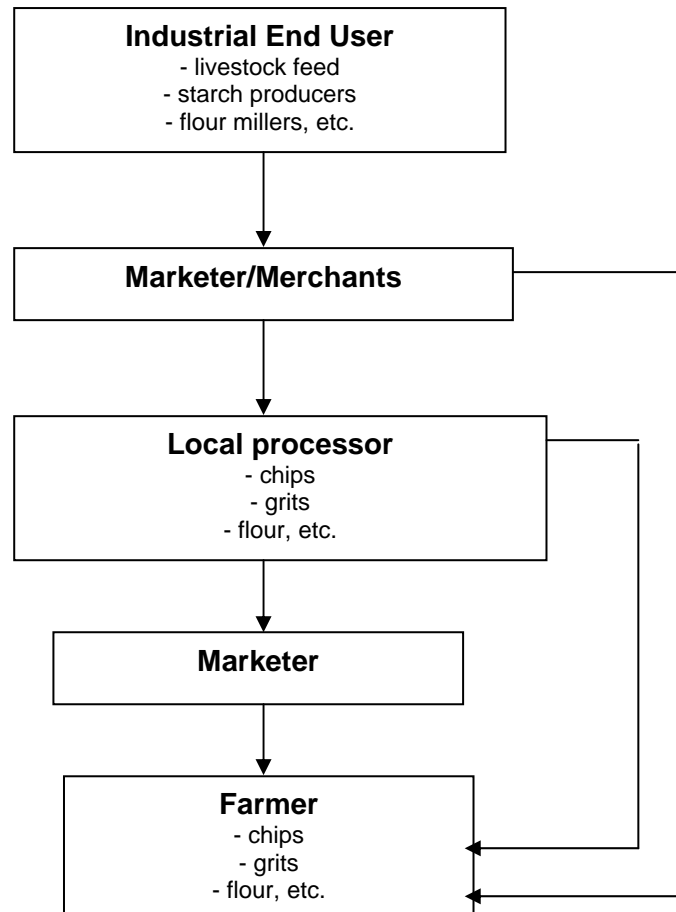 Industrial End User
- livestock feed
- starch producers
- flour millers, etc.
Marketer/Merchants
Local processor
- chips
- grits
- flour, etc.
Marketer
Farmer
- chips
- grits
- flour, etc.